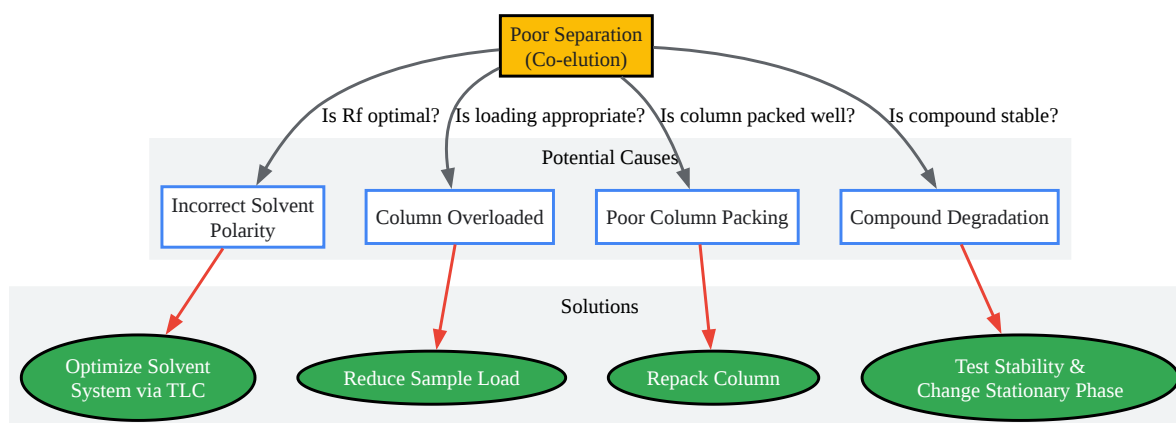 Poor Separation
(Co-elution)
Is Rf optimal?
Is loading appropriate?
Is column packed well?
Is compound stable?
Potential Causes
Incorrect Solvent
Polarity
Column Overloaded
Poor Column Packing
Compound Degradation
Solutions
Optimize Solvent
System via TLC
Reduce Sample Load
Repack Column
Test Stability &
Change Stationary Phase